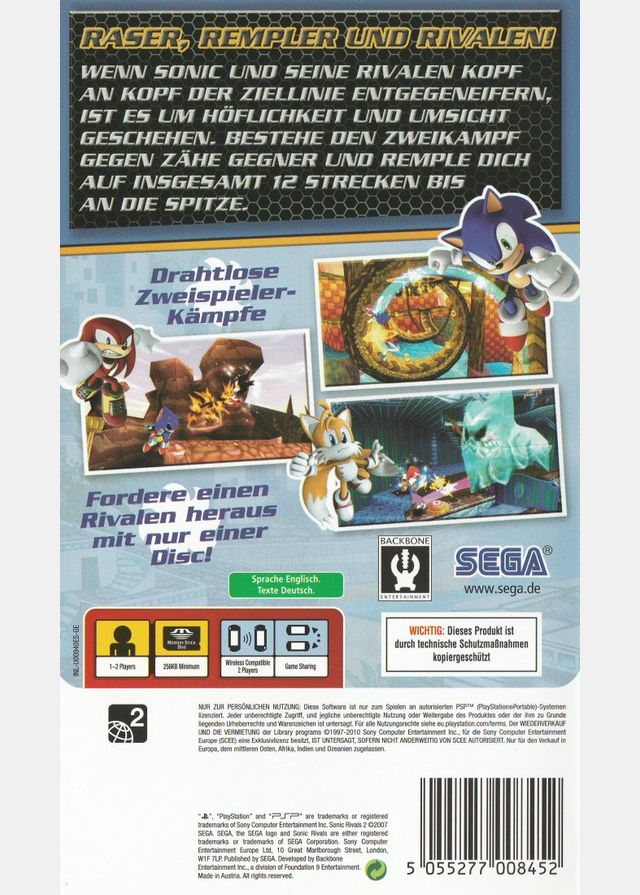 RASER, REMPLER UND RIVALEN!
WENN SONIC UND SEINE RIVALEN KOPF
AN KOPF DER ZIELLINIE ENTGEGENEIFERN,
IST ES UM HÖFLICHKEIT UND UMSICHT
GESCHEHEN. BESTEHE DEN ZWEIKAMPF
GEGEN ZÄHE GEGNER UND REMPLE DICH
AUF INSGESAMT 12 STRECKEN BIS
AN DIE SPITZE.
Drahtlose
Zweispieler-
Kämpfe
Fordere einen
Rivalen heraus
mit nur einer
Disc!
BACKBONE
ENTERTAINMENT
SEGA®
www.sega.de
Sprache Englisch.
Texte Deutsch.
INL-U00940ES-GE
1-2 Players
MEMORY STICK
DUO
256KB Minimum
Wireless Compatible
2 Players
Game Sharing
WICHTIG: Dieses Produkt ist
durch technische Schutzmaßnahmen
kopiergeschützt
2
NUR ZUR PERSÖNLICHEN NUTZUNG: Diese Software ist nur zum Spielen an autorisierten PSP™ (PlayStation®Portable)-Systemen
lizenziert. Jeder unberechtigte Zugriff, und jegliche unberechtigte Nutzung oder Weitergabe des Produktes oder der ihm zu Grunde
liegenden Urheberrechte und Warenzeichen ist untersagt. Für alle Nutzungsrechte siehe eu.playstation.com/terms. Der WIEDERVERKAUF
UND DIE VERMIETUNG der Library programs ©1997-2010 Sony Computer Entertainment Inc., für die Sony Computer Entertainment
Europe (SCEE) eine Exklusivlizenz besitzt, IST UNTERSAGT, SOFERN NICHT ANDERWEITIG VON SCEE AUTORISIERT. Nur für den Verkauf in
Europa, dem mittleren Osten, Afrika, Indien und Ozeanien zugelassen.
" ", "PlayStation" and "PSP" are trademarks or registered
trademarks of Sony Computer Entertainment Inc. Sonic Rivals 2 ©2007
SEGA. SEGA, the SEGA logo and Sonic Rivals are either registered
trademarks or trademarks of SEGA Corporation. Sony Computer
Entertainment Europe Ltd, 10 Great Marlborough Street, London,
W1F 7LP. Published by SEGA. Developed by Backbone
Entertainment Inc., a division of Foundation 9 Entertainment.
Made in Austria. All rights reserved.
5 055277 008452